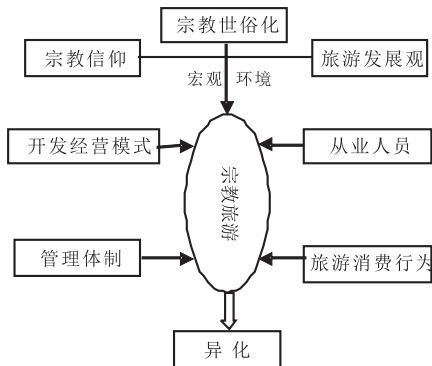 宗教世俗化
宗教信仰
旅游发展观
宏观 环境
开发经营模式
从业人员
宗教旅游
管理体制
旅游消费行为
异化